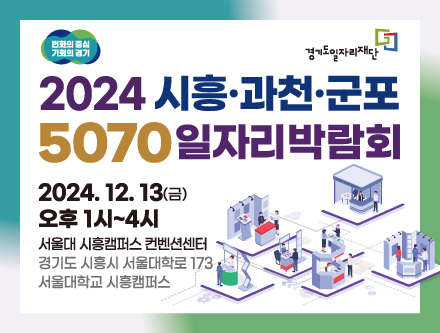 변화의 중심
기회의 경기
경기도일자리재단
2024 시흥·과천·군포
5070 일자리박람회
2024. 12. 13(금)
오후 1시~4시
서울대 시흥캠퍼스 컨벤션센터
경기도 시흥시 서울대학로 173
서울대학교 시흥캠퍼스